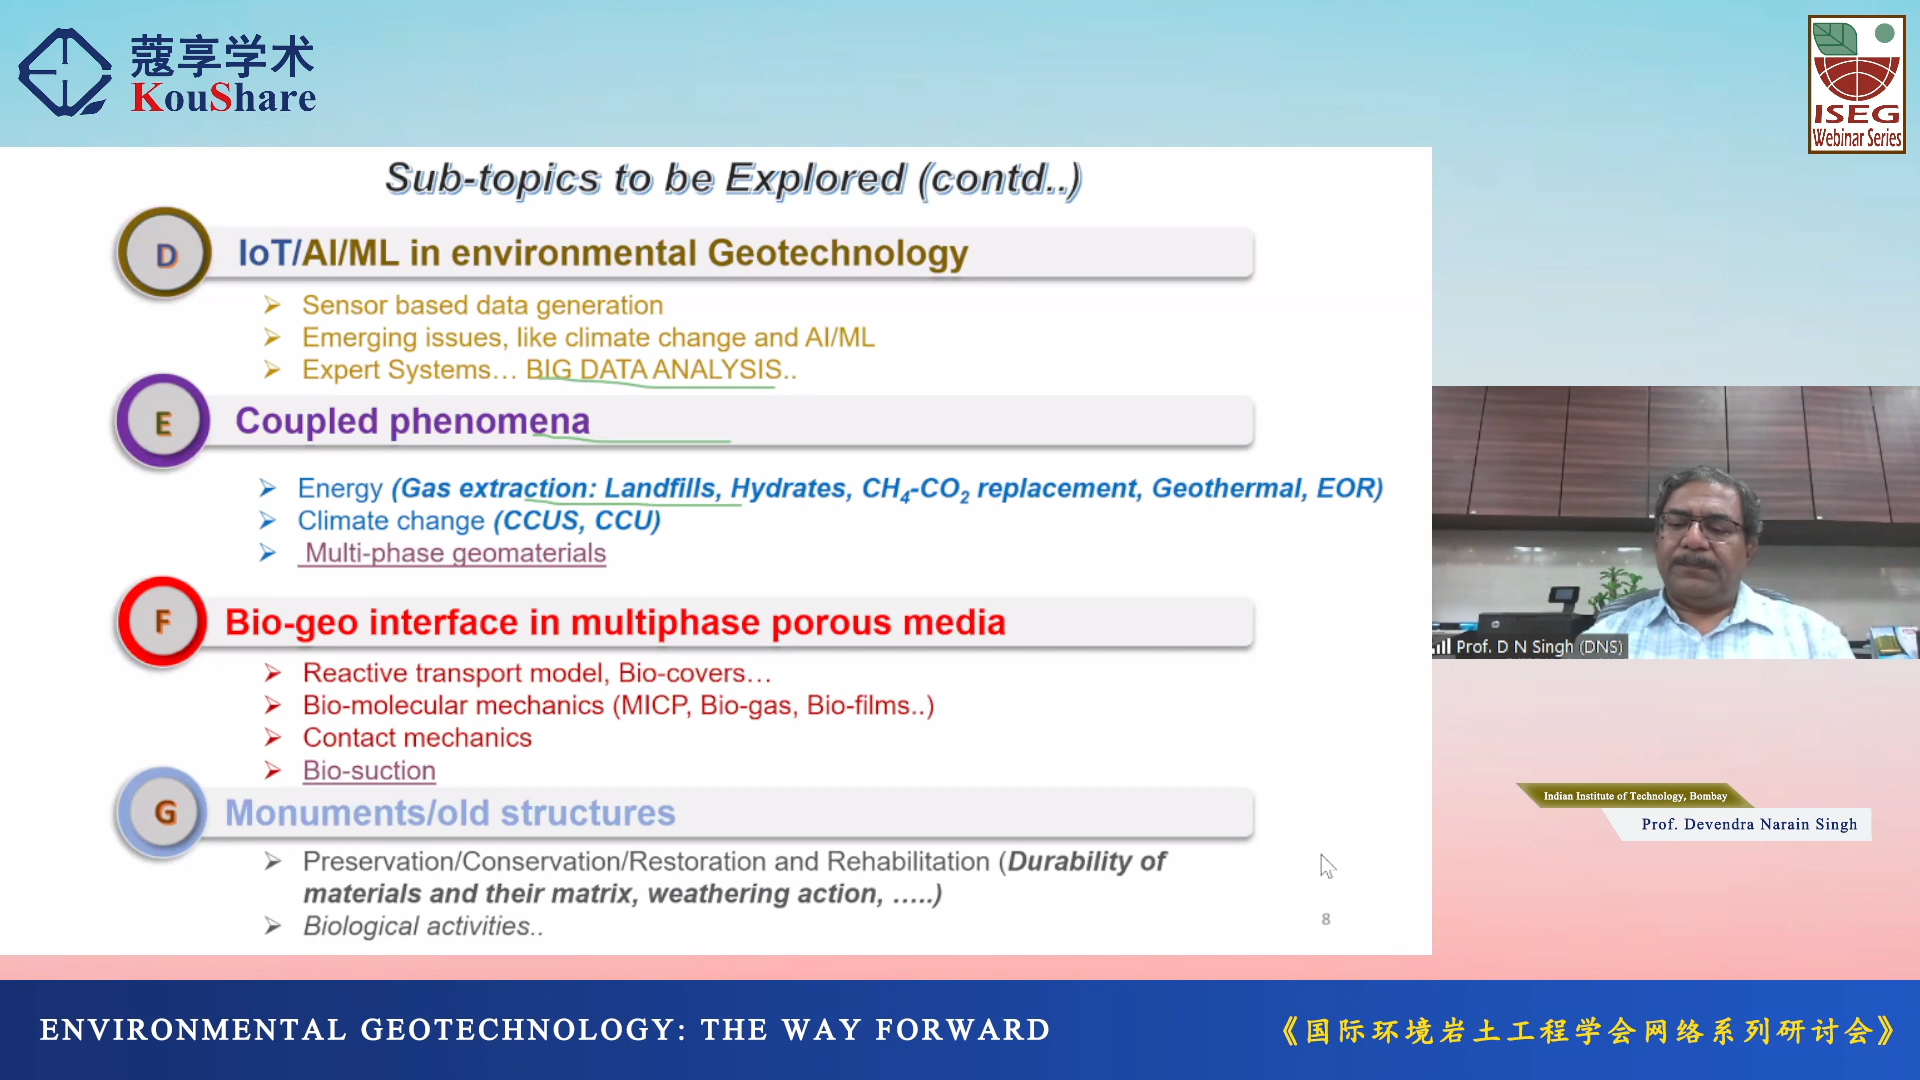 蔻享学术
KouShare
ISEG
Webinar Series
Sub-topics to be Explored (contd..)
D
IoT/AI/ML in environmental Geotechnology
➢ Sensor based data generation
➢ Emerging issues, like climate change and AI/ML
➢ Expert Systems… BIG DATA ANALYSIS..
E
Coupled phenomena
➢ Energy (Gas extraction: Landfills, Hydrates, CH4-CO2 replacement, Geothermal, EOR)
➢ Climate change (CCUS, CCU)
➢ Multi-phase geomaterials
F
Bio-geo interface in multiphase porous media
➢ Reactive transport model, Bio-covers…
➢ Bio-molecular mechanics (MICP, Bio-gas, Bio-films..)
➢ Contact mechanics
➢ Bio-suction
G
Monuments/old structures
➢ Preservation/Conservation/Restoration and Rehabilitation (Durability of
materials and their matrix, weathering action, …..)
➢ Biological activities..
8
Prof. D N Singh (DNS)
Indian Institute of Technology, Bombay
Prof. Devendra Narain Singh
ENVIRONMENTAL GEOTECHNOLOGY: THE WAY FORWARD
《国际环境岩土工程学会网络系列研讨会》